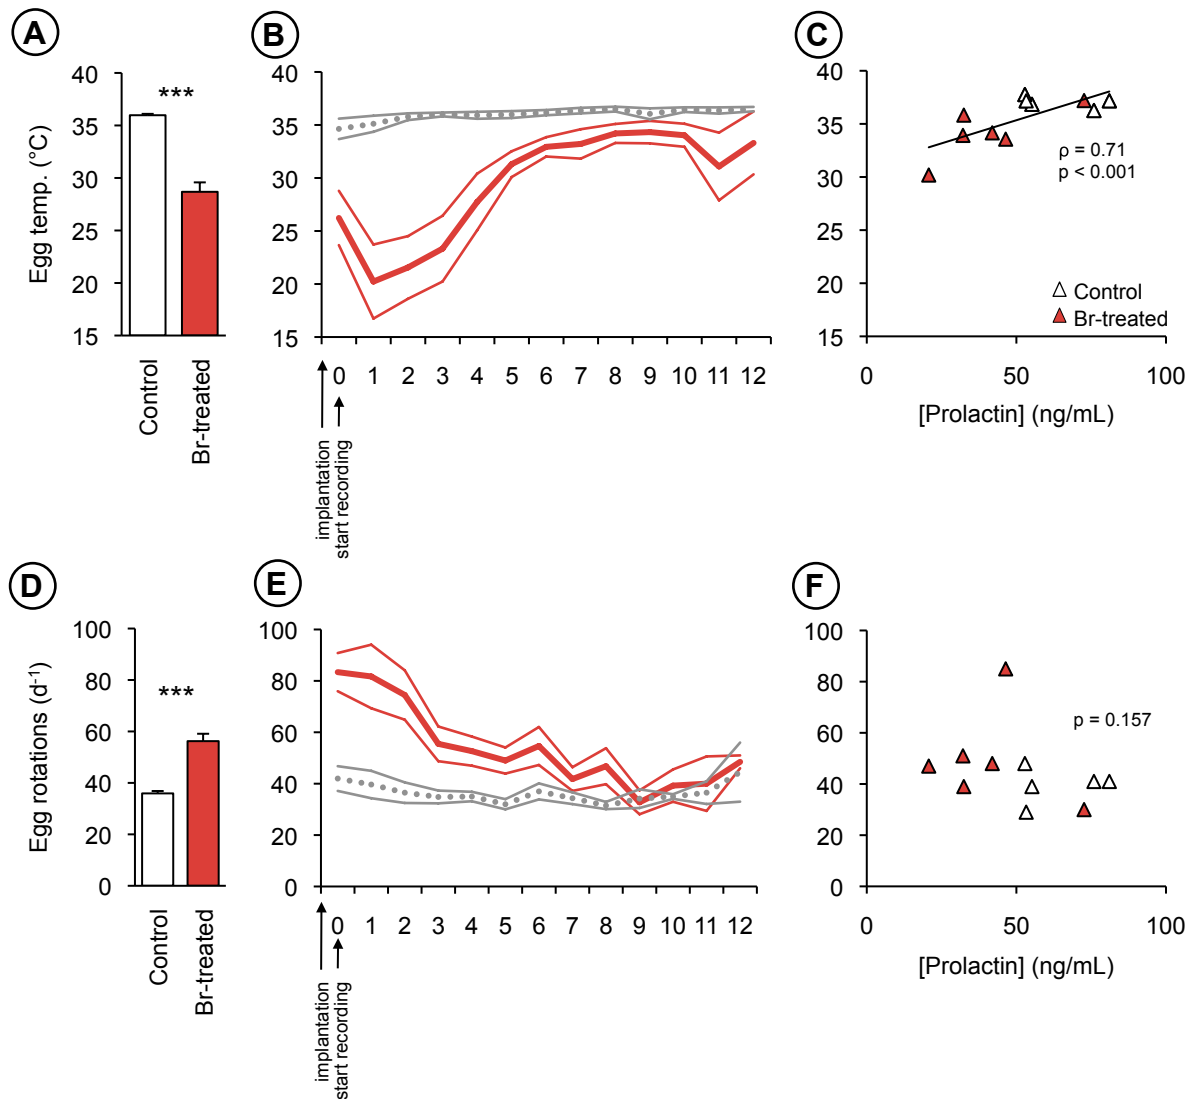 A
Egg temp. (°C)
40
35
30
25
20
15
***
Control
Br-treated
B
40
35
30
25
20
15
0 1 2 3 4 5 6 7 8 9 10 11 12
implantation
start recording
C
40
35
30
25
20
15
ρ = 0.71
p < 0.001
Control
Br-treated
0 50 100
[Prolactin] (ng/mL)
D
Egg rotations (d⁻¹)
100
80
60
40
20
0
***
Control
Br-treated
E
100
80
60
40
20
0
0 1 2 3 4 5 6 7 8 9 10 11 12
implantation
start recording
F
100
80
60
40
20
0
p = 0.157
0 50 100
[Prolactin] (ng/mL)